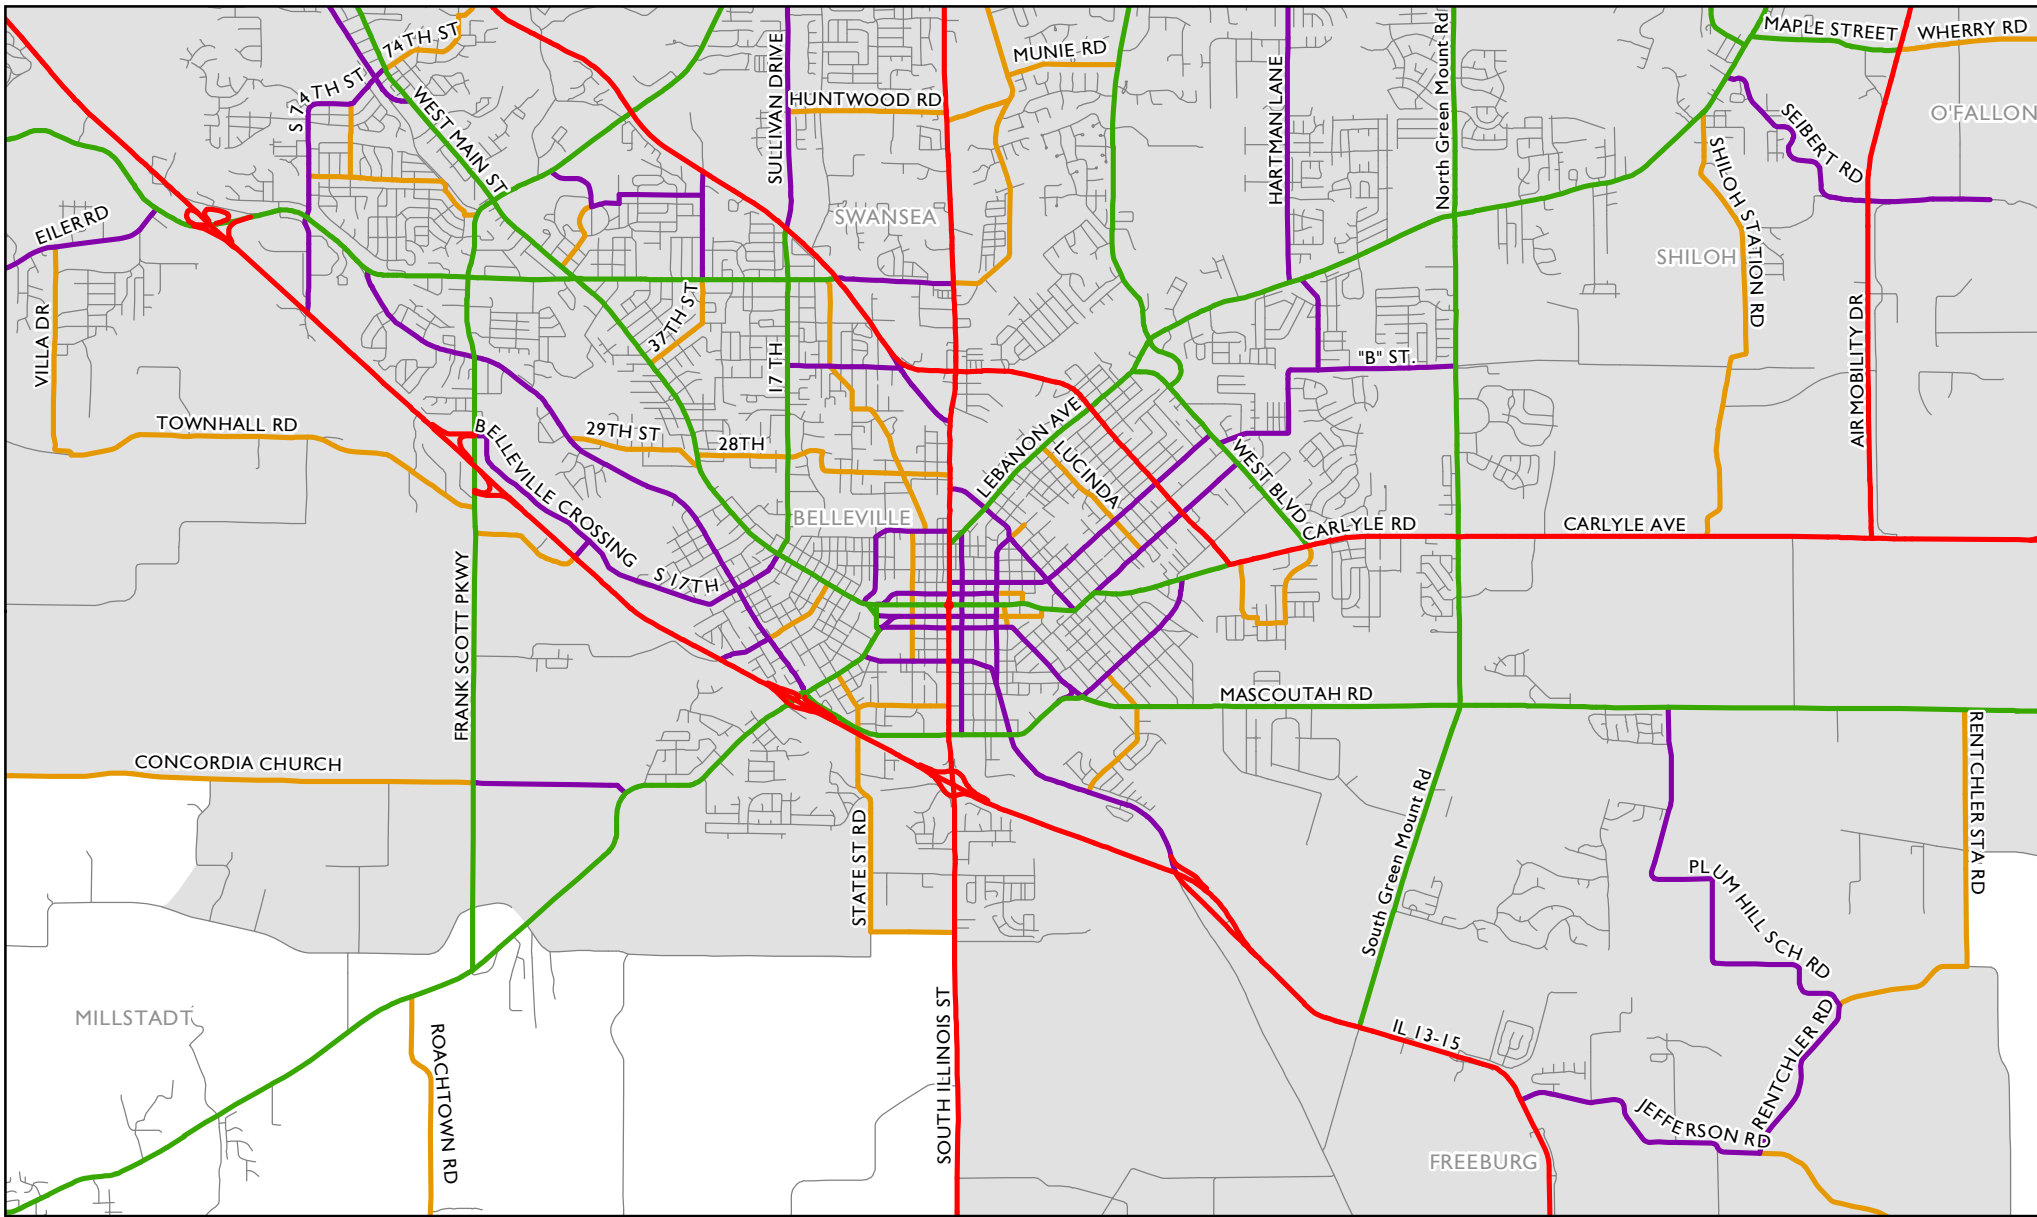 MAPLE STREET
WHERRY RD
74TH ST
S 74TH ST
MUNIE RD
HUNTWOOD RD
SULLIVAN DRIVE
HARTMAN LANE
North Green Mount Rd
WEST MAIN ST
SEIBERT RD
O'FALLON
SHILOH STATION RD
EILER RD
SWANSEA
SHILOH
VILLA DR
37TH ST
17 TH
"B" ST.
AIR MOBILITY DR
TOWNHALL RD
29TH ST
28TH
LEBANON AVE
LUCINDA
WEST BLVD
BELLEVILLE CROSSING
BELLEVILLE
CARLYLE RD
CARLYLE AVE
S 17TH
FRANK SCOTT PKWY
MASCOUTAH RD
CONCORDIA CHURCH
STATE ST RD
South Green Mount Rd
RENTCHLER STA RD
PLUM HILL SCH RD
MILLSTADT
ROACHTOWN RD
SOUTH ILLINOIS ST
IL 13-15
RENTCHLER RD
JEFFERSON RD
FREEBURG